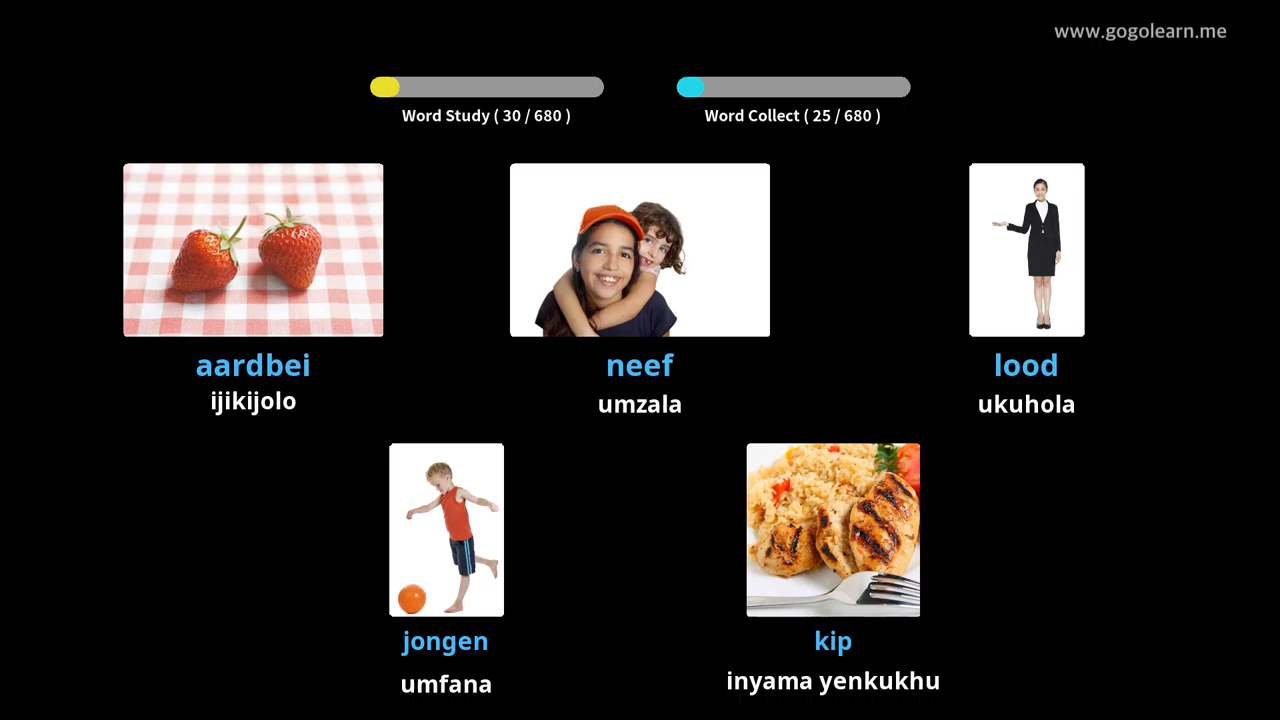 www.gogolearn.me
Word Study ( 30 / 680 )
Word Collect ( 25 / 680 )
aardbei
ijikijolo
neef
umzala
lood
ukuhola
jongen
umfana
kip
inyama yenkukhu